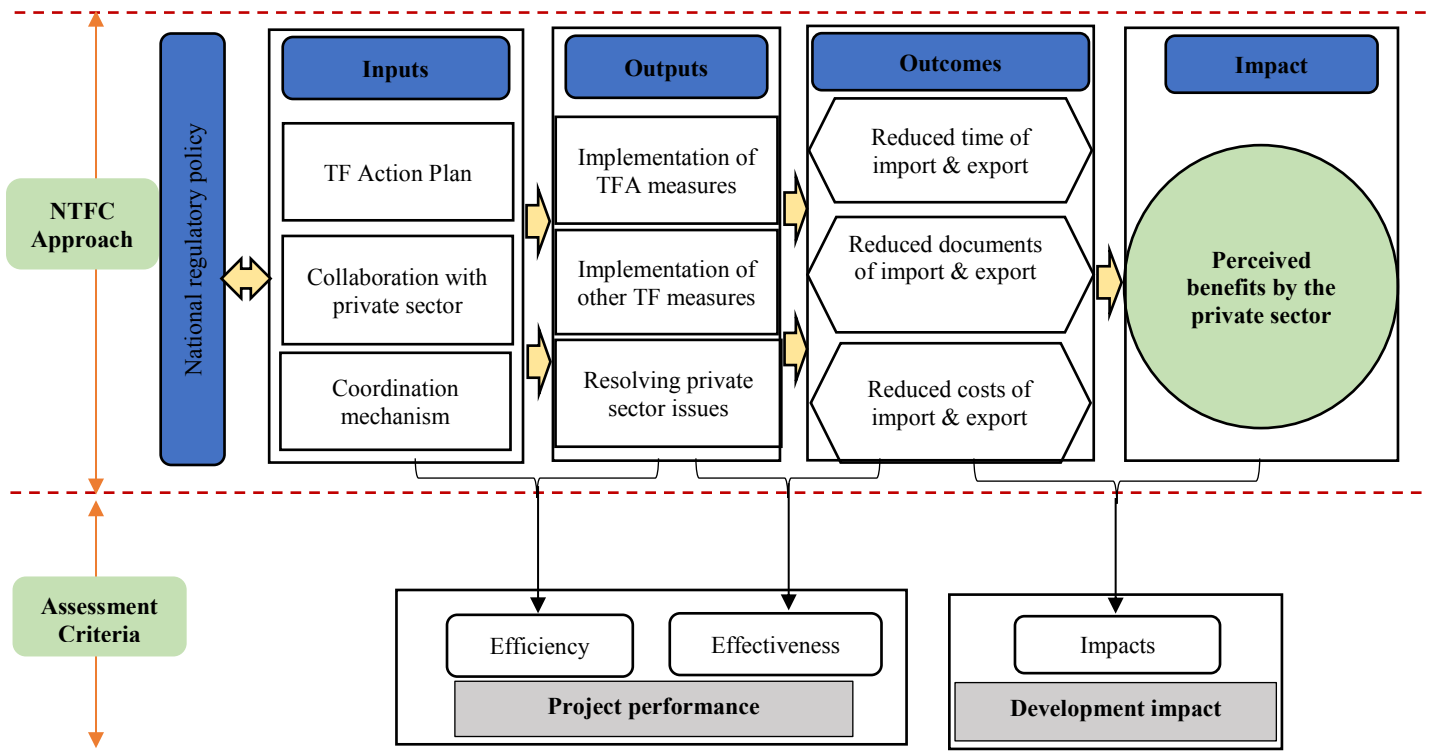 NTFC
Approach
National regulatory policy
Inputs
TF Action Plan
Collaboration with
private sector
Coordination
mechanism
Outputs
Implementation of
TFA measures
Implementation of
other TF measures
Resolving private
sector issues
Outcomes
Reduced time of
import & export
Reduced documents
of import & export
Reduced costs of
import & export
Impact
Perceived
benefits by the
private sector
Assessment
Criteria
Efficiency
Effectiveness
Project performance
Impacts
Development impact